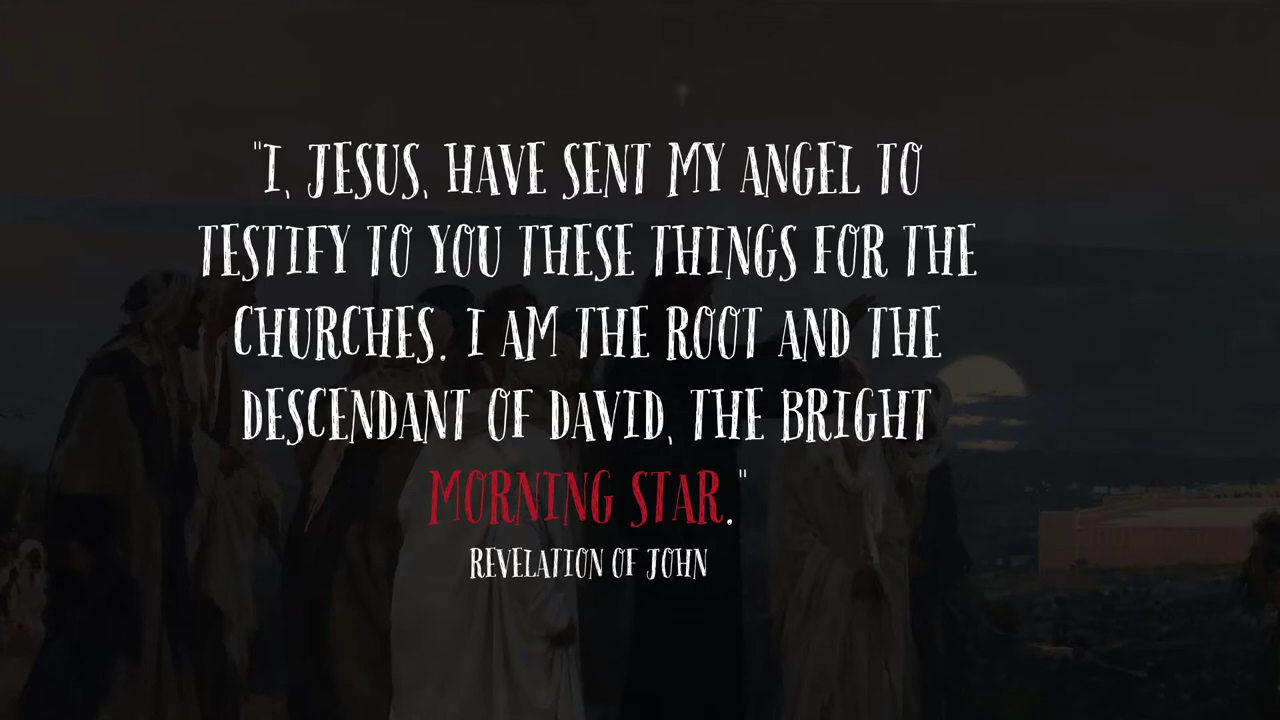 "I, JESUS, HAVE SENT MY ANGEL TO
TESTIFY TO YOU THESE THINGS FOR THE
CHURCHES. I AM THE ROOT AND THE
DESCENDANT OF DAVID, THE BRIGHT
MORNING STAR."
REVELATION OF JOHN